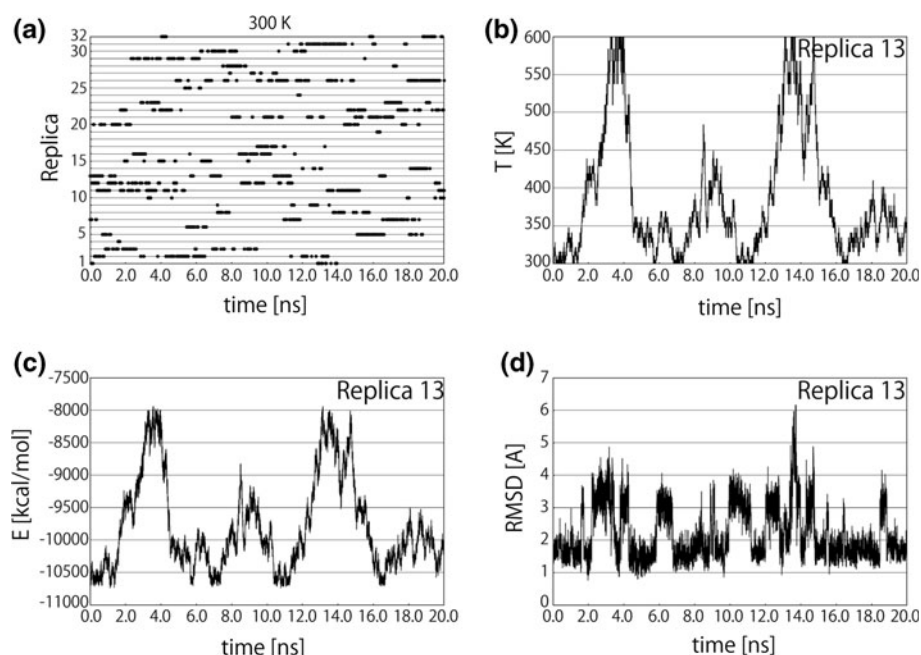 (a)
300 K
32
30
25
20
15
10
5
1
Replica
0.0 2.0 4.0 6.0 8.0 10.0 12.0 14.0 16.0 18.0 20.0
time [ns]
(b)
Replica 13
600
550
500
450
400
350
300
T [K]
0.0 2.0 4.0 6.0 8.0 10.0 12.0 14.0 16.0 18.0 20.0
time [ns]
(c)
Replica 13
-7500
-8000
-8500
-9000
-9500
-10000
-10500
-11000
E [kcal/mol]
0.0 2.0 4.0 6.0 8.0 10.0 12.0 14.0 16.0 18.0 20.0
time [ns]
(d)
Replica 13
7
6
5
4
3
2
1
0
RMSD [A]
0.0 2.0 4.0 6.0 8.0 10.0 12.0 14.0 16.0 18.0 20.0
time [ns]